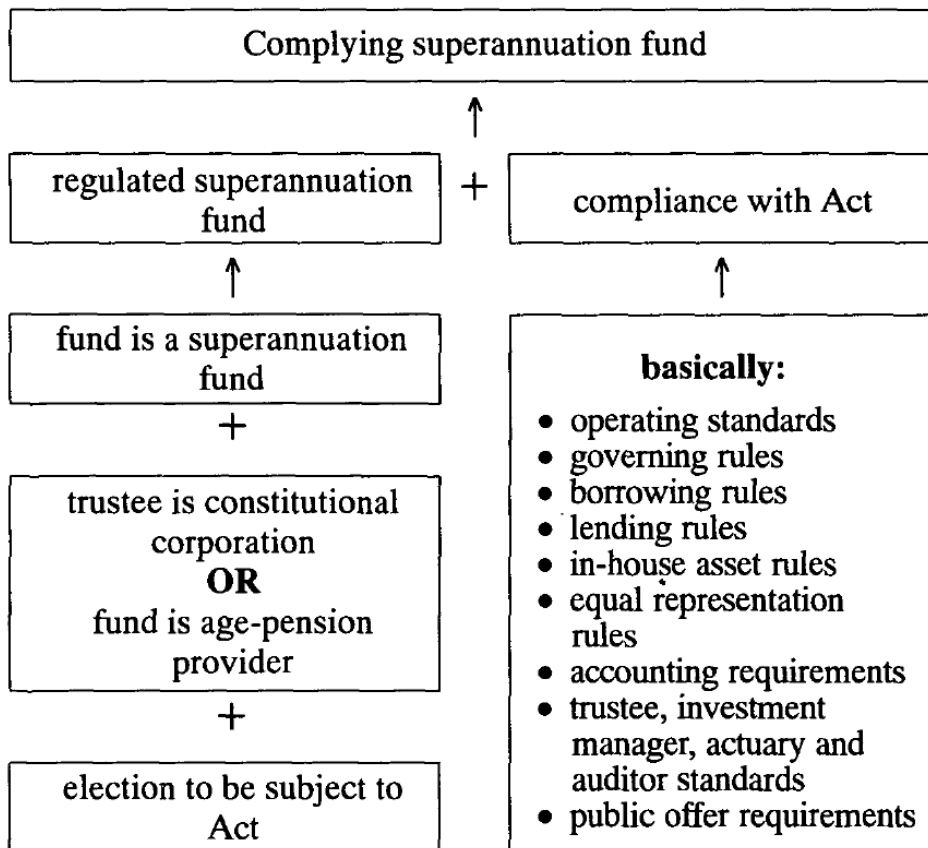 Complying superannuation fund
↑
regulated superannuation
fund
+
compliance with Act
↑
↑
fund is a superannuation
fund
+
trustee is constitutional
corporation
OR
fund is age-pension
provider
+
election to be subject to
Act
basically:
• operating standards
• governing rules
• borrowing rules
• lending rules
• in-house asset rules
• equal representation
rules
• accounting requirements
• trustee, investment
manager, actuary and
auditor standards
• public offer requirements